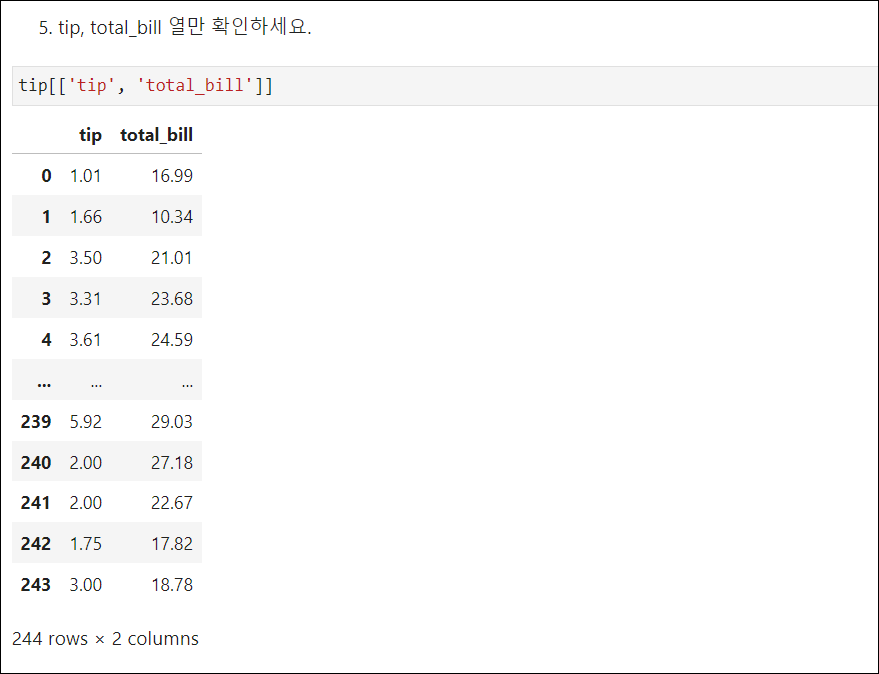 5. tip, total_bill 열만 확인하세요.
tip[['tip', 'total_bill']]
tip total_bill
0 1.01 16.99
1 1.66 10.34
2 3.50 21.01
3 3.31 23.68
4 3.61 24.59
... ... ...
239 5.92 29.03
240 2.00 27.18
241 2.00 22.67
242 1.75 17.82
243 3.00 18.78
244 rows × 2 columns